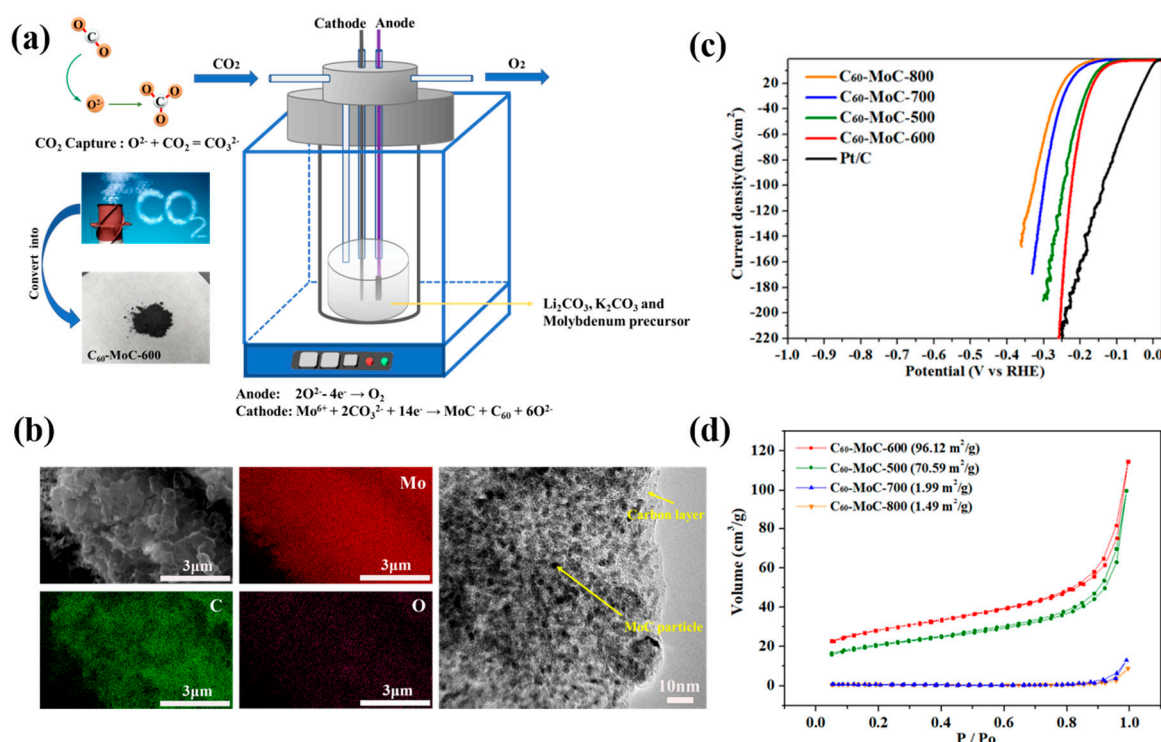 (a)
O
C
O
O²⁻
O
C
O
O
CO₂ Capture : O²⁻ + CO₂ = CO₃²⁻
CO₂
Cathode
Anode
O₂
CO₂
Convert into
C₆₀-MoC-600
Li₂CO₃, K₂CO₃ and
Molybdenum precursor
Anode: 2O²⁻- 4e⁻ → O₂
Cathode: Mo⁶⁺ + 2CO₃²⁻ + 14e⁻ → MoC + C₆₀ + 6O²⁻
(b)
3μm
Mo
3μm
C
3μm
O
3μm
Carbon layer
MoC particle
10nm
(c)
C₆₀-MoC-800
C₆₀-MoC-700
C₆₀-MoC-500
C₆₀-MoC-600
Pt/C
Current density(mA/cm²)
20
0
-20
-40
-60
-80
-100
-120
-140
-160
-180
-200
-220
-1.0 -0.9 -0.8 -0.7 -0.6 -0.5 -0.4 -0.3 -0.2 -0.1 0.0
Potential (V vs RHE)
(d)
C₆₀-MoC-600 (96.12 m²/g)
C₆₀-MoC-500 (70.59 m²/g)
C₆₀-MoC-700 (1.99 m²/g)
C₆₀-MoC-800 (1.49 m²/g)
Volume (cm³/g)
120
100
80
60
40
20
0
0.0 0.2 0.4 0.6 0.8 1.0
P / Po